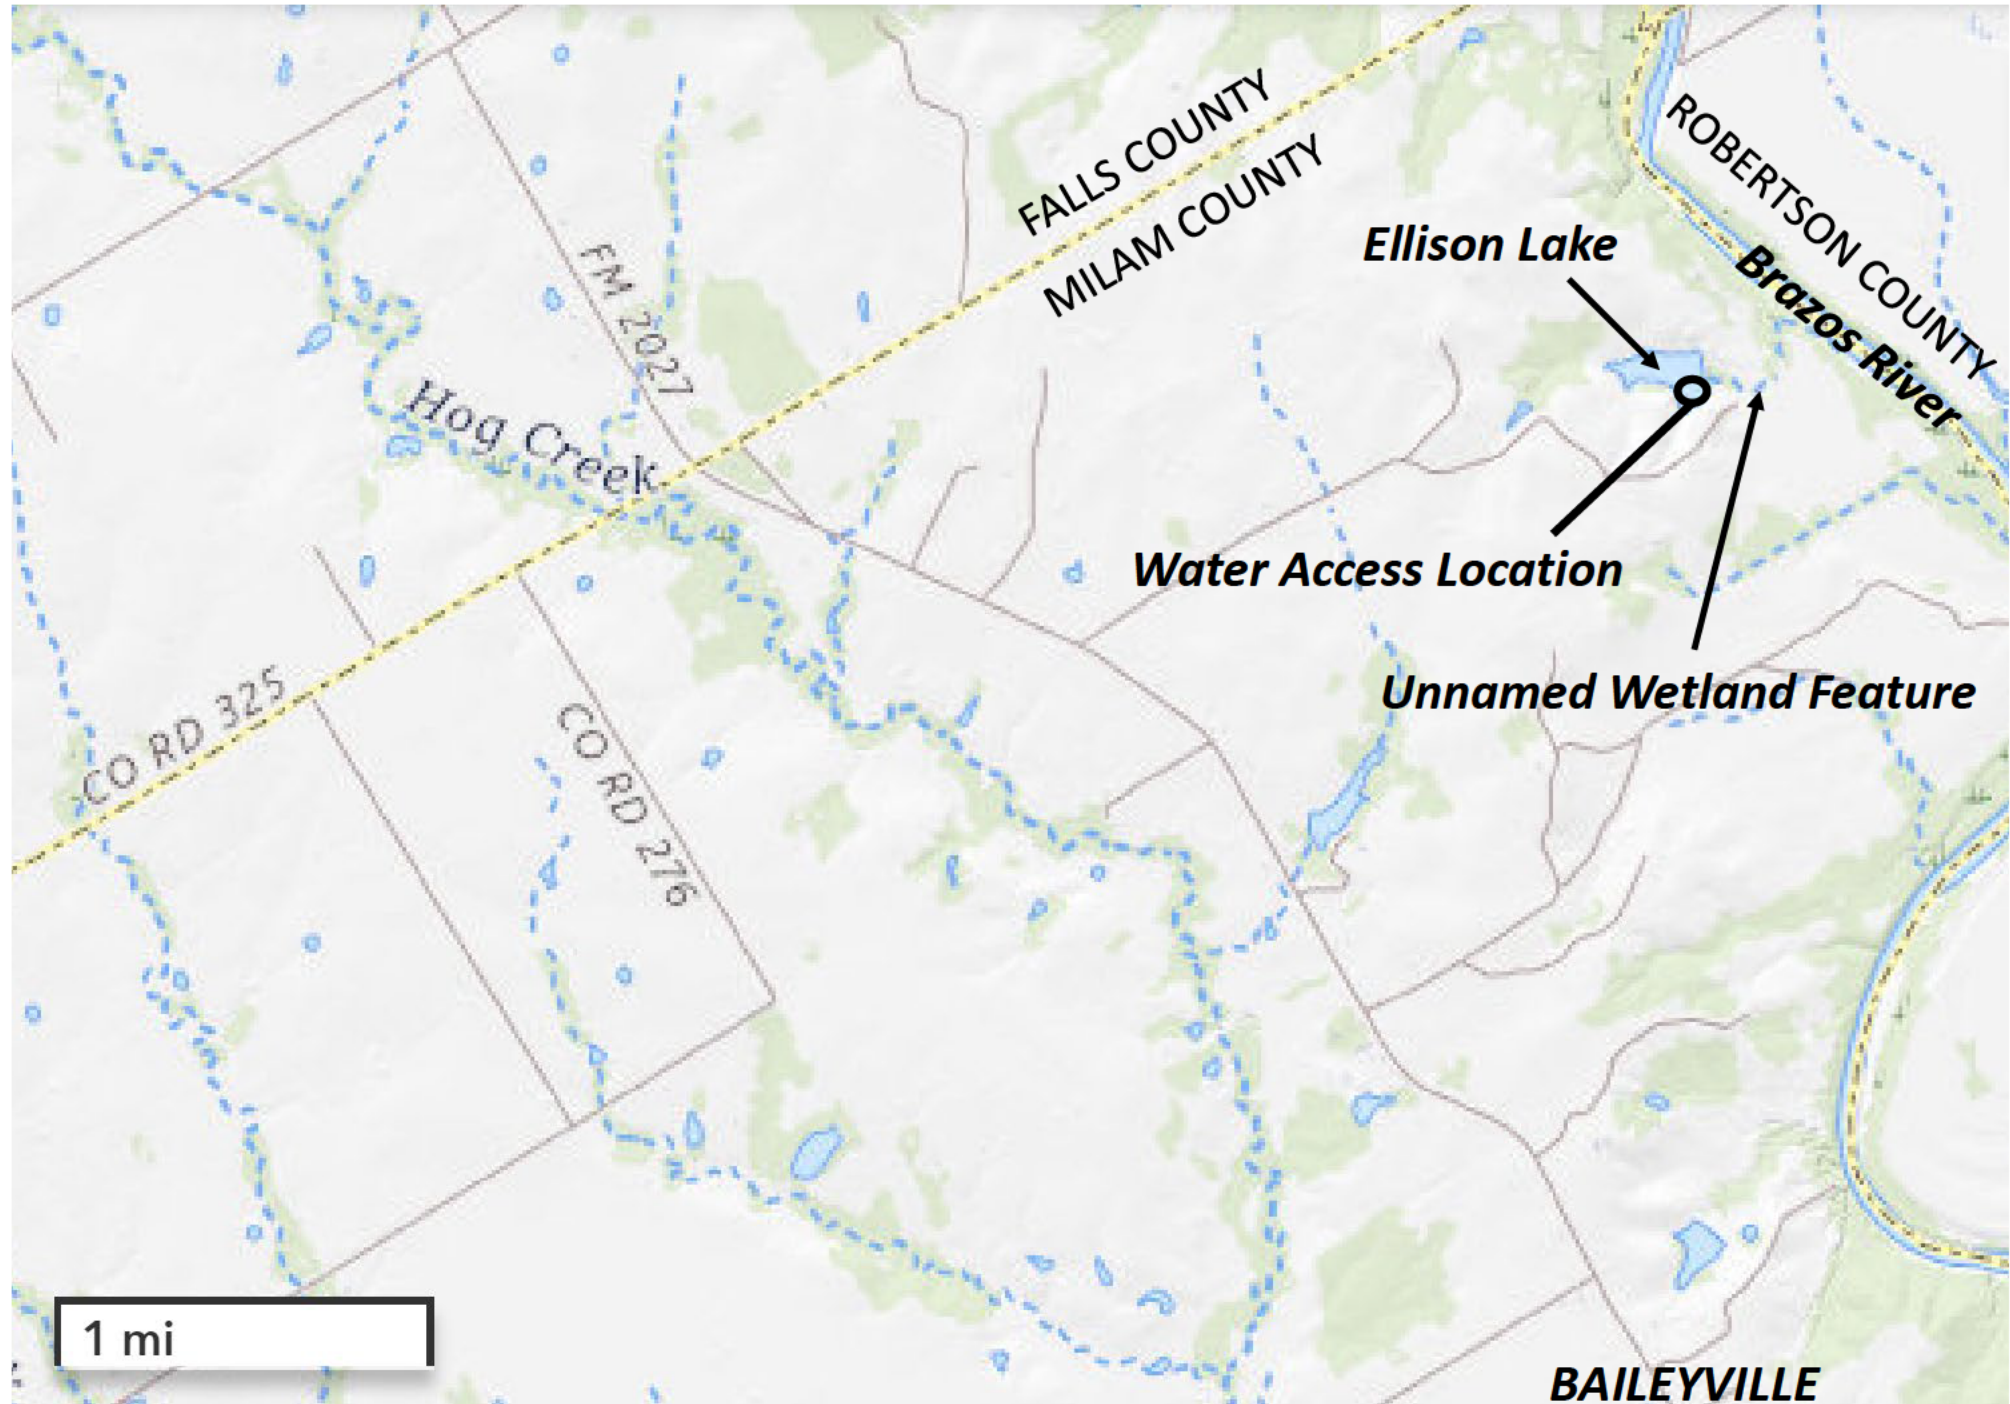 FALLS COUNTY
MILAM COUNTY
ROBERTSON COUNTY
Ellison Lake
Brazos River
FM 2027
Hog Creek
Water Access Location
Unnamed Wetland Feature
CO RD 325
CO RD 276
1 mi
BAILEYVILLE